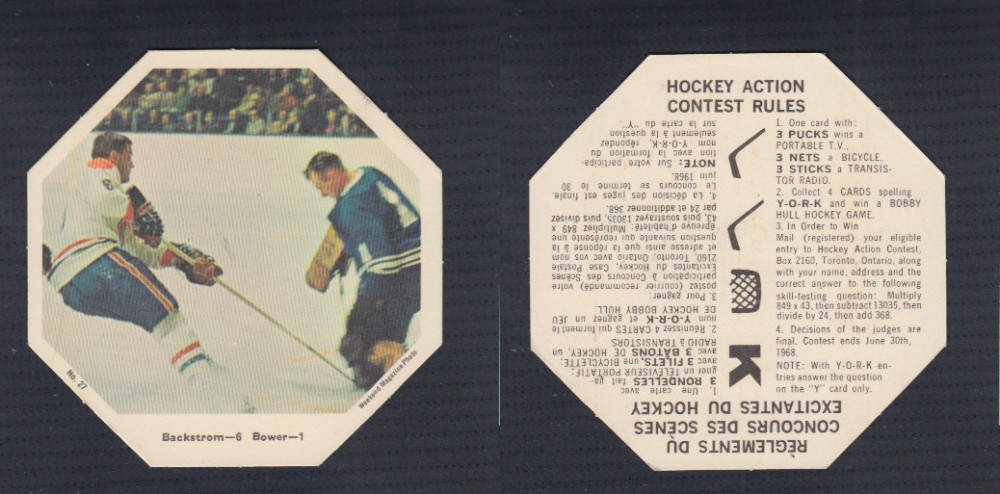 No. 27
Weekend Magazine Photo
Backstrom—6 Bower—1
HOCKEY ACTION
CONTEST RULES
1. One card with:
3 PUCKS wins a
PORTABLE T.V.,
3 NETS a BICYCLE,
3 STICKS a TRANSIS-
TOR RADIO.
2. Collect 4 CARDS spelling
Y-O-R-K and win a BOBBY
HULL HOCKEY GAME.
3. In Order to Win
Mail (registered) your eligible
entry to Hockey Action Contest,
Box 2160, Toronto, Ontario, along
with your name, address and the
correct answer to the following
skill-testing question: Multiply
849 x 43, then subtract 13035, then
divide by 24, then add 368.
4. Decisions of the judges are
final. Contest ends June 30th,
1968.
NOTE: With Y-O-R-K en-
tries answer the question
on the "Y" card only.
K
RÈGLEMENTS DU
CONCOURS DES SCÈNES
EXCITANTES DU HOCKEY
1. Une carte avec
3 RONDELLES fait ga-
gner un TÉLÉVISEUR PORTATIF:
avec 3 FILETS, une BICYCLETTE:
avec 3 BÂTONS DE HOCKEY, un
RADIO à TRANSISTORS
2. Réunissez 4 CARTES qui forment le
nom Y-O-R-K et gagnez un JEU
DE HOCKEY BOBBY HULL
3. Pour gagner:
postez (courrier recommandé) votre
participation à Concours des Scènes
Excitantes du Hockey, Case Postale
2160, Toronto, Ontario avec vos nom
et adresse ainsi que la réponse à la
question suivante qui représente une
épreuve d'habileté: Multipliez 849 x
43, puis soustrayez 13035, puis divisez
par 24 et additionnez 368.
4. La décision des juges est finale.
Le concours se termine le 30
juin 1968.
NOTE: Sur votre participa-
tion avec la formation du
nom Y-O-R-K, répondez
seulement à la question
sur la carte du "Y".